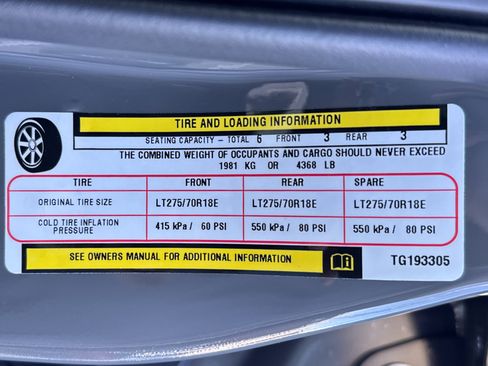 TIRE AND LOADING INFORMATION
SEATING CAPACITY - TOTAL 6 FRONT 3 REAR 3
THE COMBINED WEIGHT OF OCCUPANTS AND CARGO SHOULD NEVER EXCEED
1981 KG OR 4368 LB
TIRE FRONT REAR SPARE
ORIGINAL TIRE SIZE LT275/70R18E LT275/70R18E LT275/70R18E
COLD TIRE INFLATION PRESSURE 415 kPa / 60 PSI 550 kPa / 80 PSI 550 kPa / 80 PSI
SEE OWNERS MANUAL FOR ADDITIONAL INFORMATION TG193305